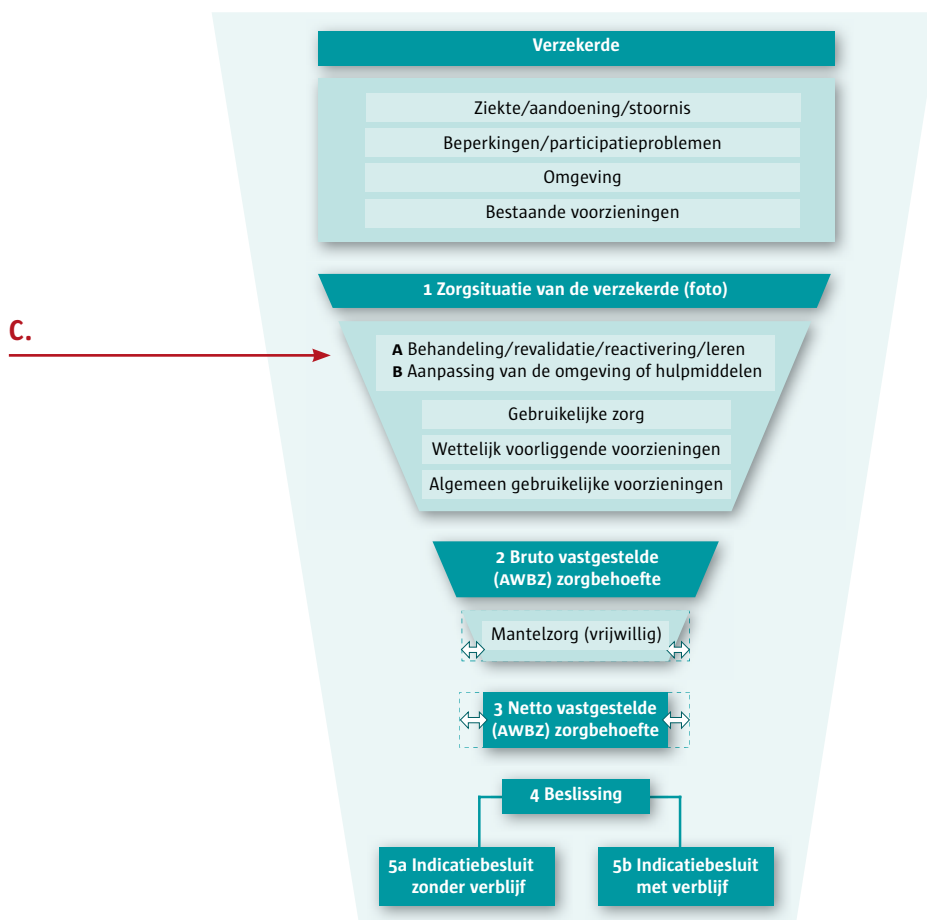 Verzekerde
Ziekte/aandoening/stoornis
Beperkingen/participatieproblemen
Omgeving
Bestaande voorzieningen
1 Zorgsituatie van de verzekerde (foto)
C.
A Behandeling/revalidatie/reactivering/leren
B Aanpassing van de omgeving of hulpmiddelen
Gebruikelijke zorg
Wettelijk voorliggende voorzieningen
Algemeen gebruikelijke voorzieningen
2 Bruto vastgestelde
(AWBZ) zorgbehoefte
Mantelzorg (vrijwillig)
3 Netto vastgestelde
(AWBZ) zorgbehoefte
4 Beslissing
5a Indicatiebesluit
zonder verblijf
5b Indicatiebesluit
met verblijf